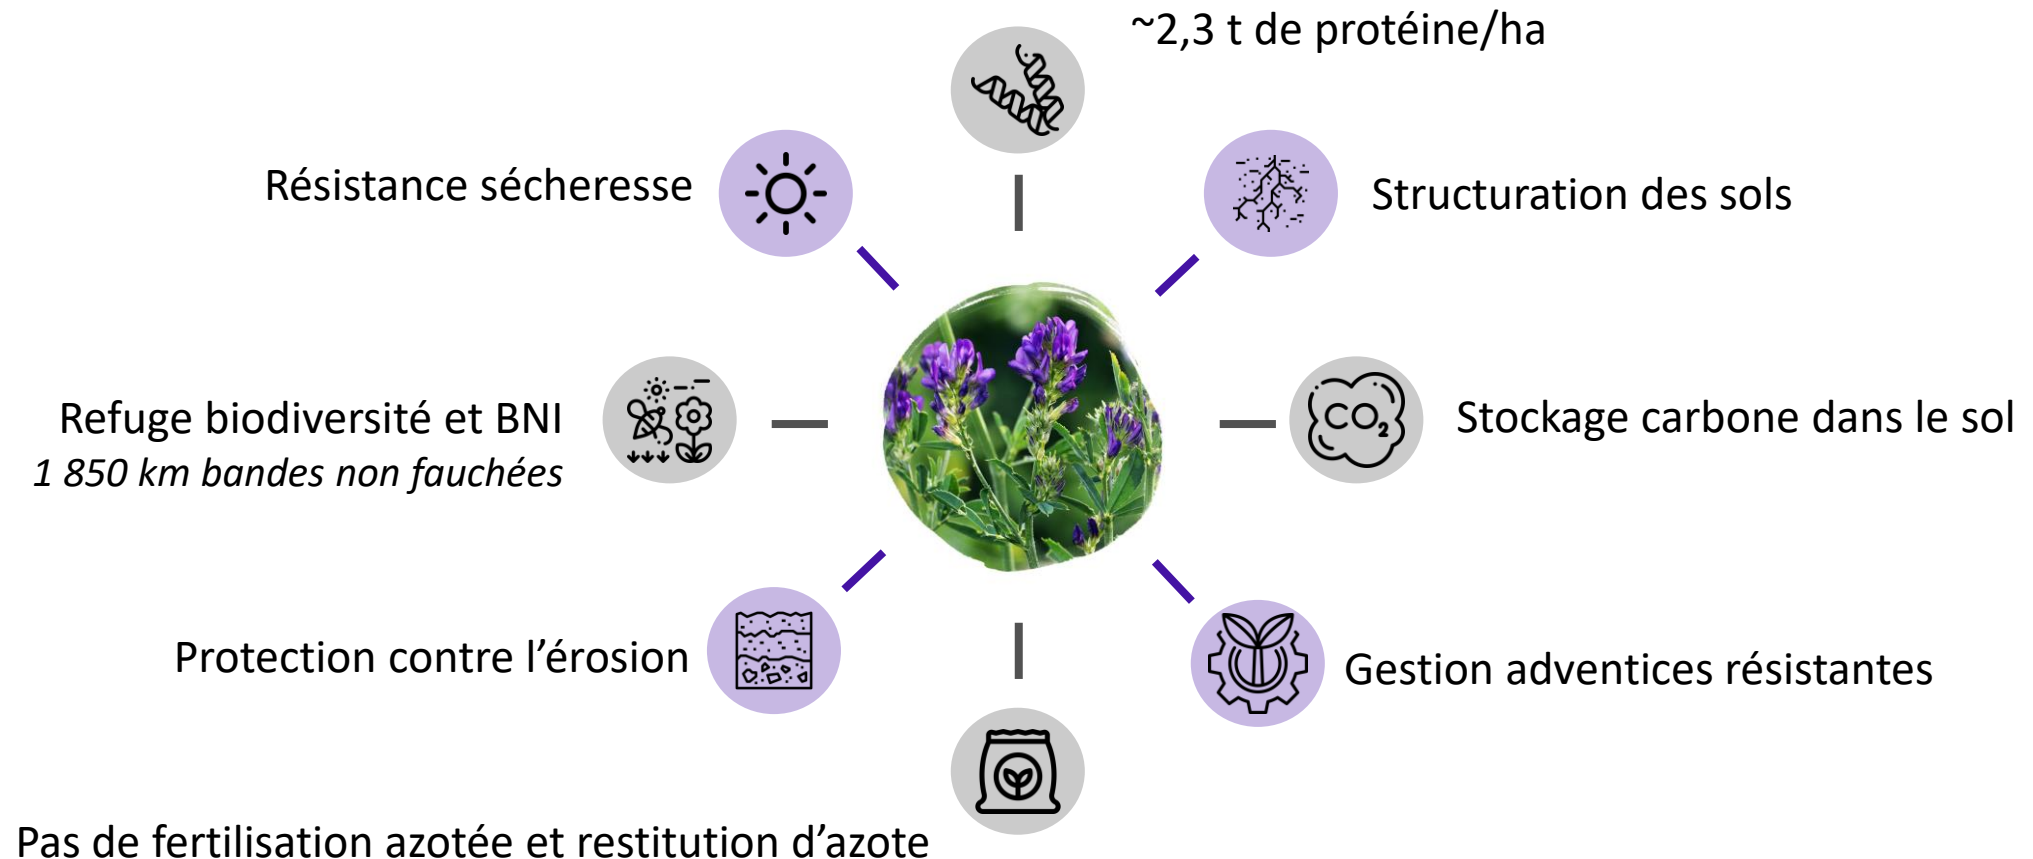 ~2,3 t de protéine/ha
Résistance sécheresse
Structuration des sols
Refuge biodiversité et BNI
1 850 km bandes non fauchées
CO2
Stockage carbone dans le sol
Protection contre l’érosion
Gestion adventices résistantes
Pas de fertilisation azotée et restitution d’azote